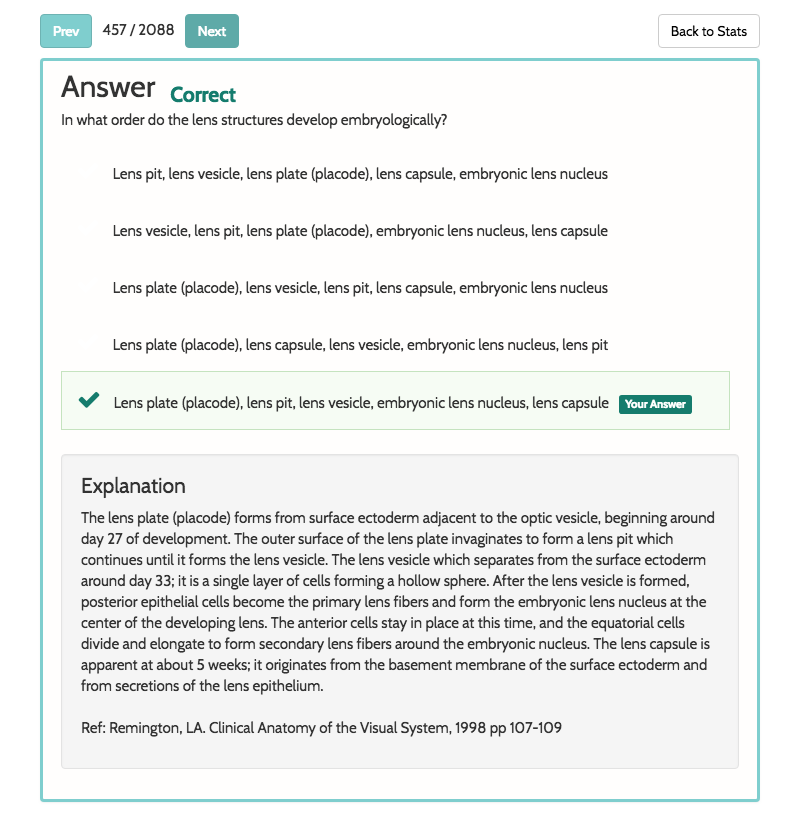 Prev 457 / 2088 Next Back to Stats
Answer Correct
In what order do the lens structures develop embryologically?
Lens pit, lens vesicle, lens plate (placode), lens capsule, embryonic lens nucleus
Lens vesicle, lens pit, lens plate (placode), embryonic lens nucleus, lens capsule
Lens plate (placode), lens vesicle, lens pit, lens capsule, embryonic lens nucleus
Lens plate (placode), lens capsule, lens vesicle, embryonic lens nucleus, lens pit
Lens plate (placode), lens pit, lens vesicle, embryonic lens nucleus, lens capsule Your Answer
Explanation
The lens plate (placode) forms from surface ectoderm adjacent to the optic vesicle, beginning around
day 27 of development. The outer surface of the lens plate invaginates to form a lens pit which
continues until it forms the lens vesicle. The lens vesicle which separates from the surface ectoderm
around day 33; it is a single layer of cells forming a hollow sphere. After the lens vesicle is formed,
posterior epithelial cells become the primary lens fibers and form the embryonic lens nucleus at the
center of the developing lens. The anterior cells stay in place at this time, and the equatorial cells
divide and elongate to form secondary lens fibers around the embryonic nucleus. The lens capsule is
apparent at about 5 weeks; it originates from the basement membrane of the surface ectoderm and
from secretions of the lens epithelium.
Ref: Remington, LA. Clinical Anatomy of the Visual System, 1998 pp 107-109